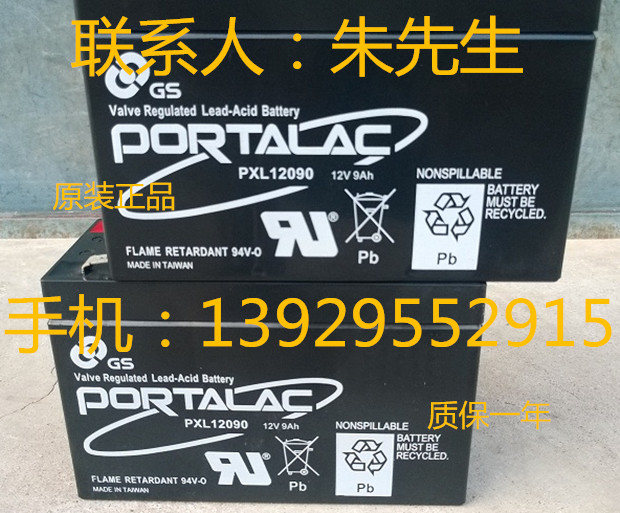 联系人：朱先生
GS
Valve Regulated Lead-Acid Battery
PORTALAC
PXL12090 12V 9Ah
原装正品
NONSPILLABLE
BATTERY
MUST BE
RECYCLED.
Pb
Pb
FLAME RETARDANT 94V-0
MADE IN TAIWAN
手机：13929552915
GS
Valve Regulated Lead-Acid Battery
PORTALAC
PXL12090 12V 9Ah
质保一年
NONSPILLABLE
BATTERY
MUST BE
RECYCLED.
Pb
Pb
FLAME RETARDANT 94V-0
MADE IN TAIWAN